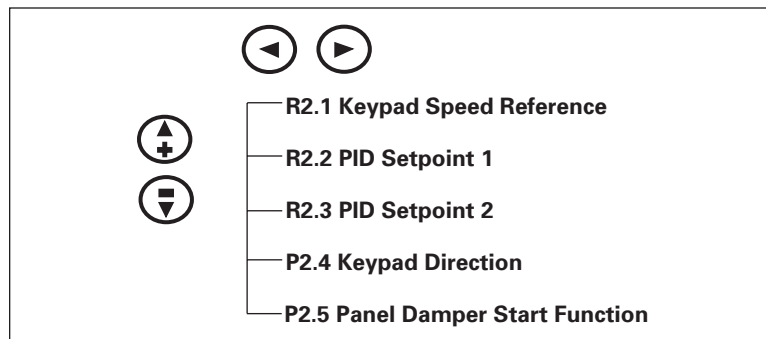 R2.1 Keypad Speed Reference
R2.2 PID Setpoint 1
R2.3 PID Setpoint 2
P2.4 Keypad Direction
P2.5 Panel Damper Start Function